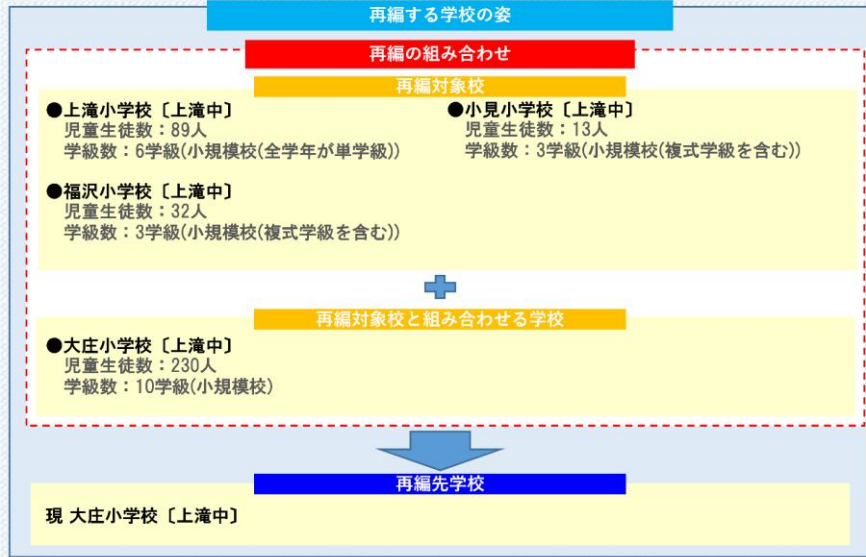 再編する学校の姿
再編の組み合わせ
再編対象校
●上滝小学校〔上滝中〕
児童生徒数：89人
学級数：6学級(小規模校(全学年が単学級))
●小見小学校〔上滝中〕
児童生徒数：13人
学級数：3学級(小規模校(複式学級を含む))
●福沢小学校〔上滝中〕
児童生徒数：32人
学級数：3学級(小規模校(複式学級を含む))
再編対象校と組み合わせる学校
●大庄小学校〔上滝中〕
児童生徒数：230人
学級数：10学級(小規模校)
再編先学校
現 大庄小学校〔上滝中〕